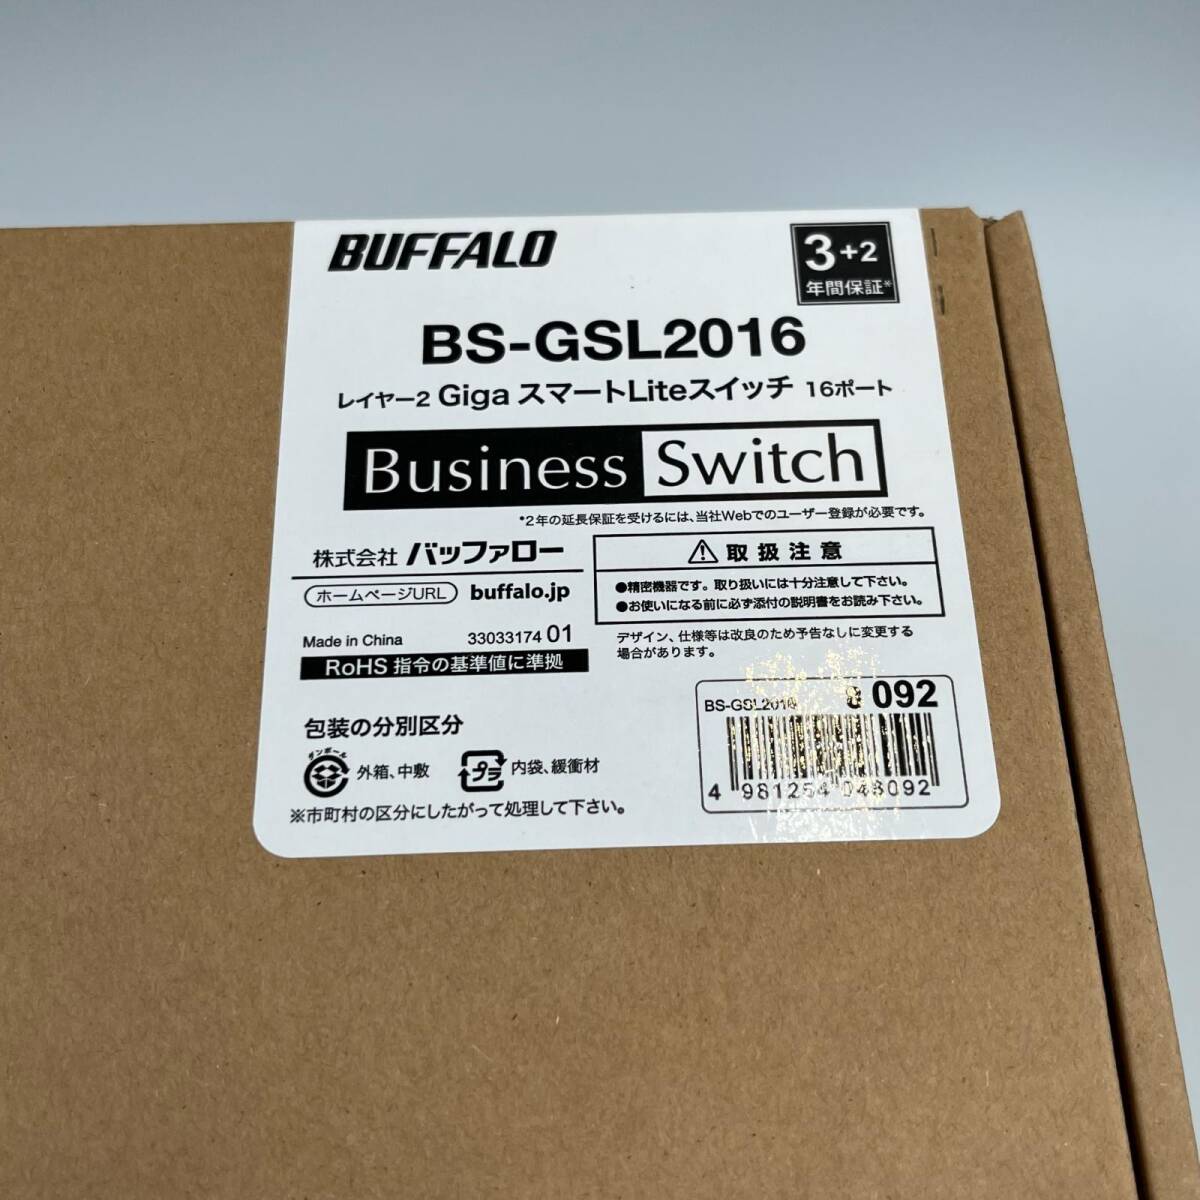 BUFFALO
3+2
年間保証*
BS-GSL2016
レイヤー2 Giga スマートLiteスイッチ 16ポート
Business Switch
*2年の延長保証を受けるには、当社Webでのユーザー登録が必要です。
株式会社 バッファロー
ホームページURL buffalo.jp
Made in China 33033174 01
RoHS 指令の基準値に準拠
⚠ 取扱注意
●精密機器です。取り扱いには十分注意して下さい。
●お使いになる前に必ず添付の説明書をお読み下さい。
デザイン、仕様等は改良のため予告なしに変更する
場合があります。
包装の分別区分
ダンボール 外箱、中敷 プラ 内袋、緩衝材
※市町村の区分にしたがって処理して下さい。
BS-GSL2016 8 092
4 981254 048092